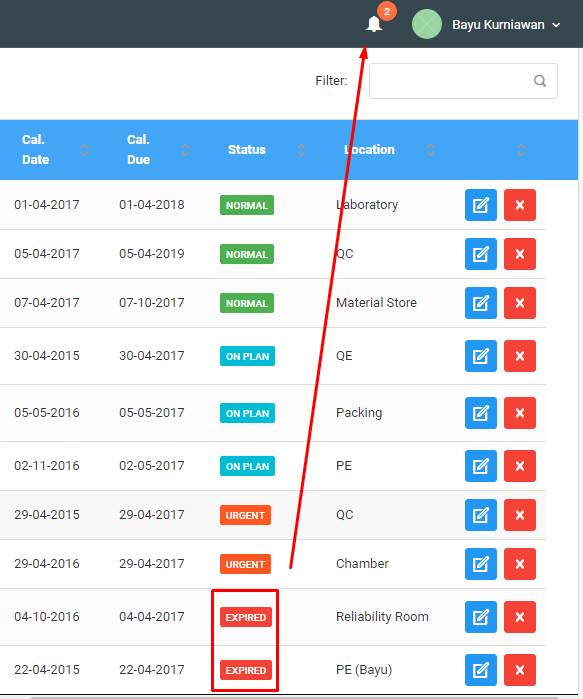 2
Bayu Kurniawan
Filter:
Cal. Date Cal. Due Status Location
01-04-2017 01-04-2018 NORMAL Laboratory
05-04-2017 05-04-2019 NORMAL QC
07-04-2017 07-10-2017 NORMAL Material Store
30-04-2015 30-04-2017 ON PLAN QE
05-05-2016 05-05-2017 ON PLAN Packing
02-11-2016 02-05-2017 ON PLAN PE
29-04-2015 29-04-2017 URGENT QC
29-04-2016 29-04-2017 URGENT Chamber
04-10-2016 04-04-2017 EXPIRED Reliability Room
22-04-2015 22-04-2017 EXPIRED PE (Bayu)